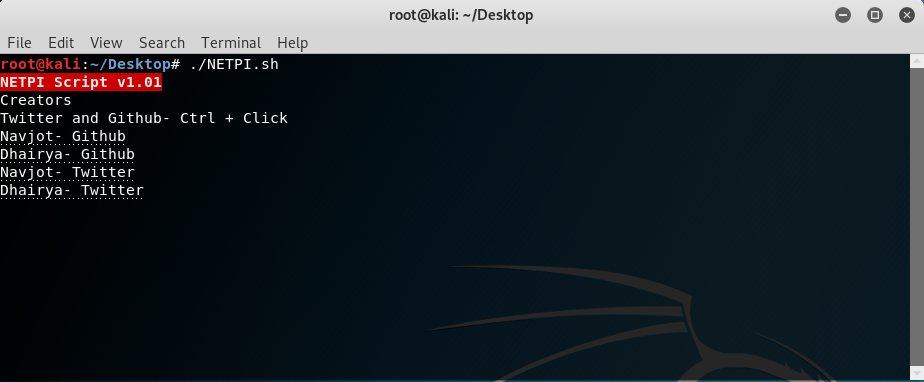 root@kali: ~/Desktop
File Edit View Search Terminal Help
root@kali:~/Desktop# ./NETPI.sh
NETPI Script v1.01
Creators
Twitter and Github- Ctrl + Click
Navjot- Github
Dhairya- Github
Navjot- Twitter
Dhairya- Twitter